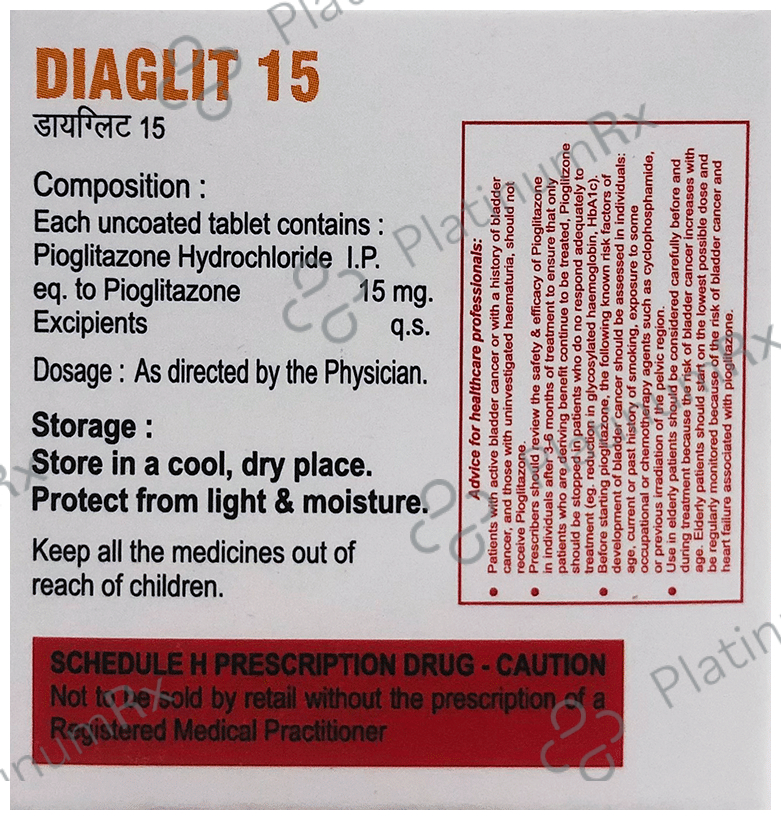 DIAGLIT 15
डायग्लिट 15
Composition :
Each uncoated tablet contains :
Pioglitazone Hydrochloride I.P.
eq. to Pioglitazone 15 mg.
Excipients q.s.
Dosage : As directed by the Physician.
Storage :
Store in a cool, dry place.
Protect from light & moisture.
Keep all the medicines out of
reach of children.
SCHEDULE H PRESCRIPTION DRUG - CAUTION
Not to be sold by retail without the prescription of a
Registered Medical Practitioner
Advice for healthcare professionals:
• Patients with active bladder cancer or with a history of bladder
cancer, and those with uninvestigated haematuria, should not
receive Pioglitazone.
• Prescribers should review the safety & efficacy of Pioglitazone
in individuals after 3-6 months of treatment to ensure that only
patients who are deriving benefit continue to be treated. Pioglitzone
should be stopped in patients who do no respond adequately to
treatment (eg. reduction in glycosylated haemoglobin, HbA1c).
• Before starting pioglitazone, the following known risk factors of
development of bladder cancer should be assessed in individuals:
age, current or past history of smoking, exposure to some
occupational or chemotherapy agents such as cyclophosphamide,
or previous irradiation of the pelvic region.
• Use in elderly patients should be considered carefully before and
during treatment because the risk of bladder cancer increases with
age. Elderly patients should start on the lowest possible dose and
be regularly monitored because of the risk of bladder cancer and
heart failure associated with pioglitazone.
PlatinumRx
PlatinumRx
PlatinumRx
PlatinumRx